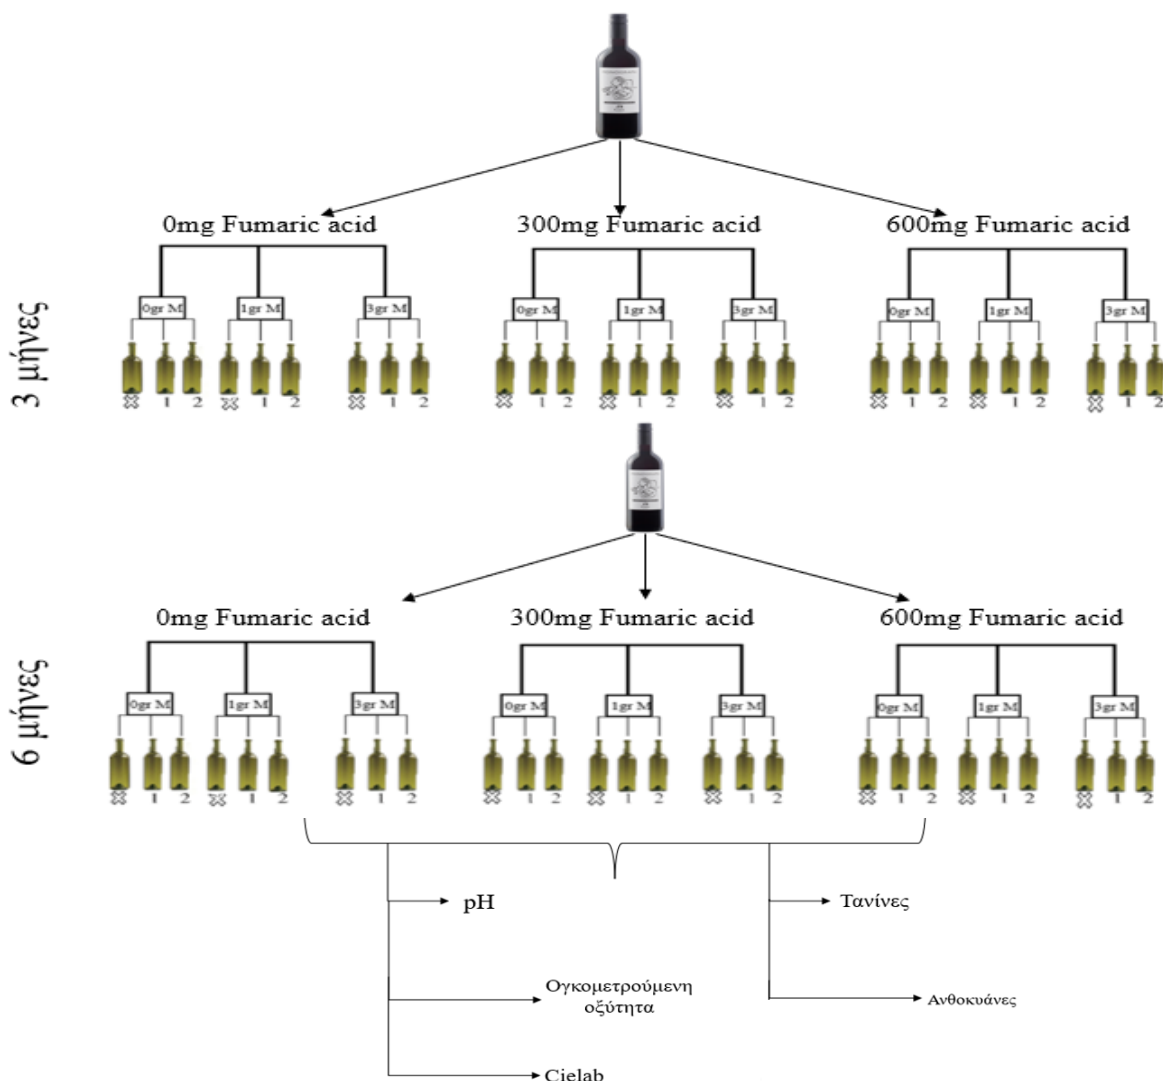 0mg Fumaric acid 300mg Fumaric acid 600mg Fumaric acid
3 μήνες
0gr M 1gr M 3gr M 0gr M 1gr M 3gr M 0gr M 1gr M 3gr M
1 2 1 2 1 2 1 2 1 2 1 2 1 2 1 2 1 2
0mg Fumaric acid 300mg Fumaric acid 600mg Fumaric acid
6 μήνες
0gr M 1gr M 3gr M 0gr M 1gr M 3gr M 0gr M 1gr M 3gr M
1 2 1 2 1 2 1 2 1 2 1 2 1 2 1 2 1 2
pH Τανίνες
Ογκομετρούμενη
οξύτητα
Ανθοκυάνες
Cielab